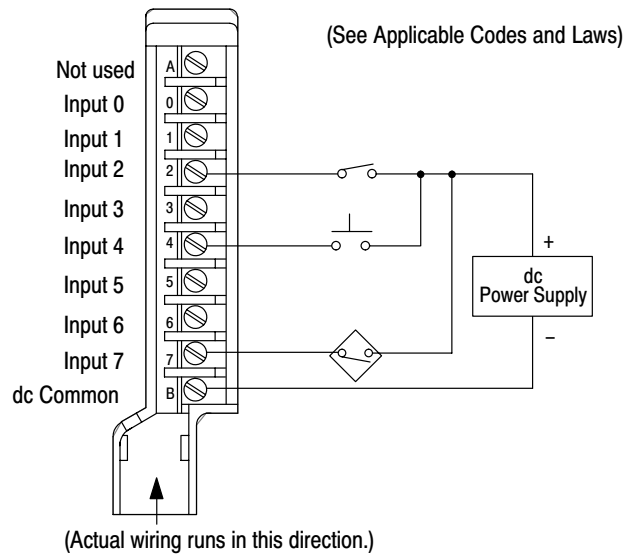 (See Applicable Codes and Laws)
Not used A
Input 0 0
Input 1 1
Input 2 2
Input 3 3
Input 4 4
Input 5 5
Input 6 6
Input 7 7
dc Common B
+
dc
Power Supply
–
(Actual wiring runs in this direction.)